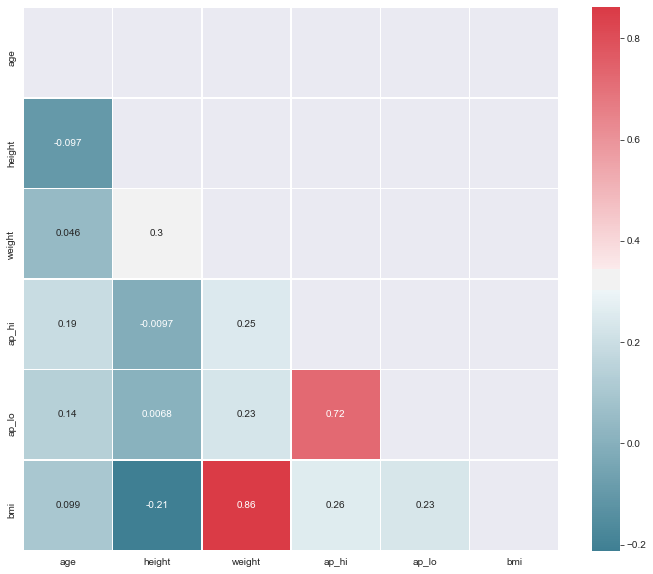 age
height -0.097
weight 0.046 0.3
ap_hi 0.19 -0.0097 0.25
ap_lo 0.14 0.0068 0.23 0.72
bmi 0.099 -0.21 0.86 0.26 0.23
age height weight ap_hi ap_lo bmi
0.8
0.6
0.4
0.2
0.0
−0.2